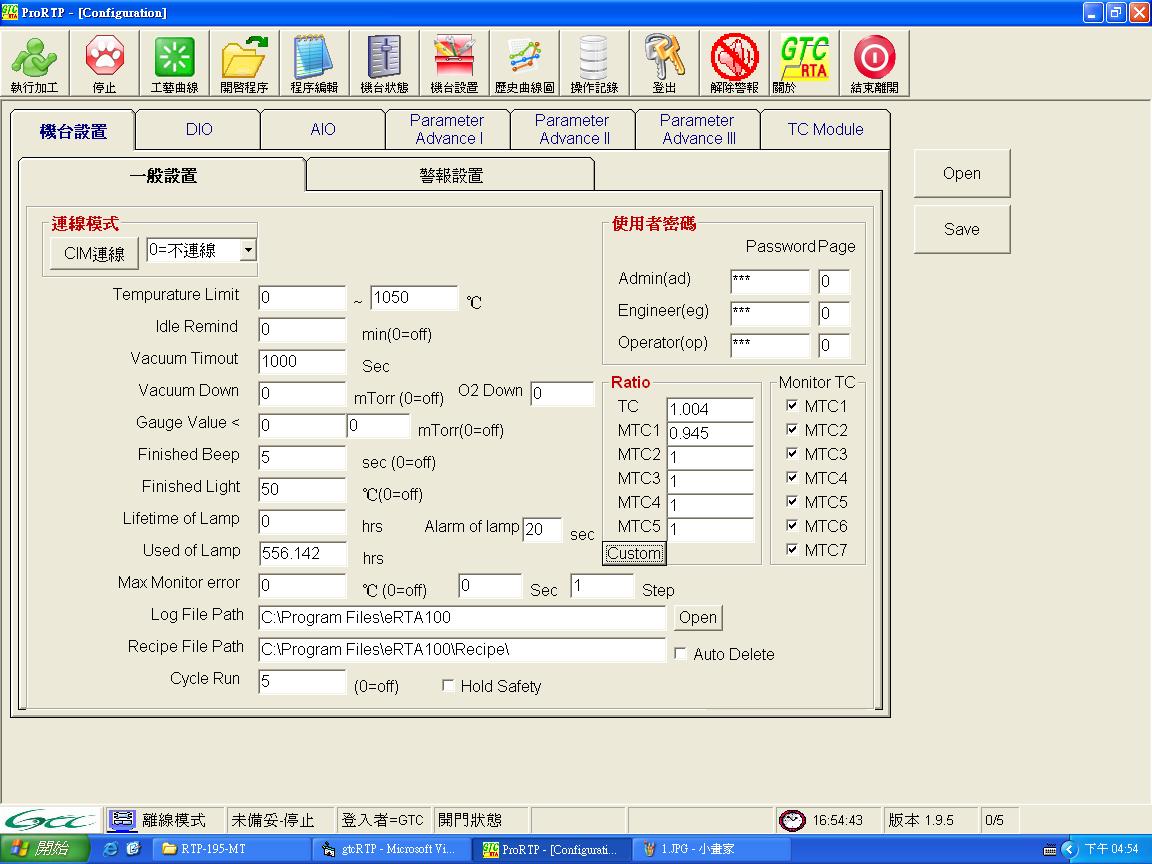 ProRTP - [Configuration]
執行加工 停止 工藝曲線 開啓程序 程序編輯 機台狀態 機台設置 歷史曲線圖 操作記錄 登出 解除警報 GTC RTA 關於 結束離開
機台設置 DIO AIO Parameter Advance I Parameter Advance II Parameter Advance III TC Module
一般設置 警報設置
Open
Save
連線模式
CIM連線 0=不連線
使用者密碼
Password Page
Admin(ad) *** 0
Engineer(eg) *** 0
Operator(op) *** 0
Tempurature Limit 0 ~ 1050 ℃
Idle Remind 0 min(0=off)
Vacuum Timout 1000 Sec
Vacuum Down 0 mTorr (0=off) O2 Down 0
Gauge Value < 0 0 mTorr(0=off)
Finished Beep 5 sec (0=off)
Finished Light 50 ℃(0=off)
Lifetime of Lamp 0 hrs Alarm of lamp 20 sec
Used of Lamp 556.142 hrs
Max Monitor error 0 ℃ (0=off) 0 Sec 1 Step
Ratio
TC 1.004
MTC1 0.945
MTC2 1
MTC3 1
MTC4 1
MTC5 1
Custom
Monitor TC
MTC1
MTC2
MTC3
MTC4
MTC5
MTC6
MTC7
Log File Path C:\Program Files\eRTA100 Open
Recipe File Path C:\Program Files\eRTA100\Recipe\ Auto Delete
Cycle Run 5 (0=off) Hold Safety
離線模式 未備妥-停止 登入者=GTC 開門狀態 16:54:43 版本 1.9.5 0/5
開始 RTP-195-MT gtcRTP - Microsoft Vi... ProRTP - [Configurati... 1.JPG - 小畫家 下午 04:54